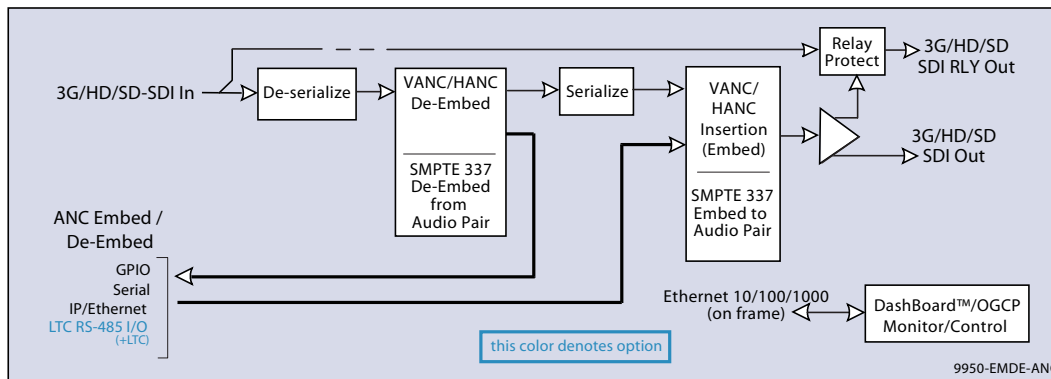 Relay
Protect
3G/HD/SD
SDI RLY Out
3G/HD/SD-SDI In
De-serialize
VANC/HANC
De-Embed
SMPTE 337
De-Embed
from
Audio Pair
Serialize
VANC/
HANC
Insertion
(Embed)
SMPTE 337
Embed to
Audio Pair
3G/HD/SD
SDI Out
ANC Embed /
De-Embed
GPIO
Serial
IP/Ethernet
LTC RS-485 I/O
(+LTC)
Ethernet 10/100/1000
(on frame)
DashBoard™/OGCP
Monitor/Control
this color denotes option
9950-EMDE-ANC